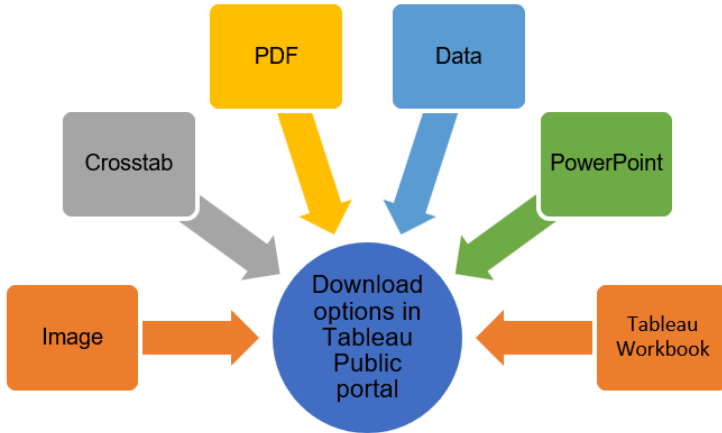 PDF
Data
Crosstab
PowerPoint
Image
Download
options in
Tableau
Public
portal
Tableau
Workbook